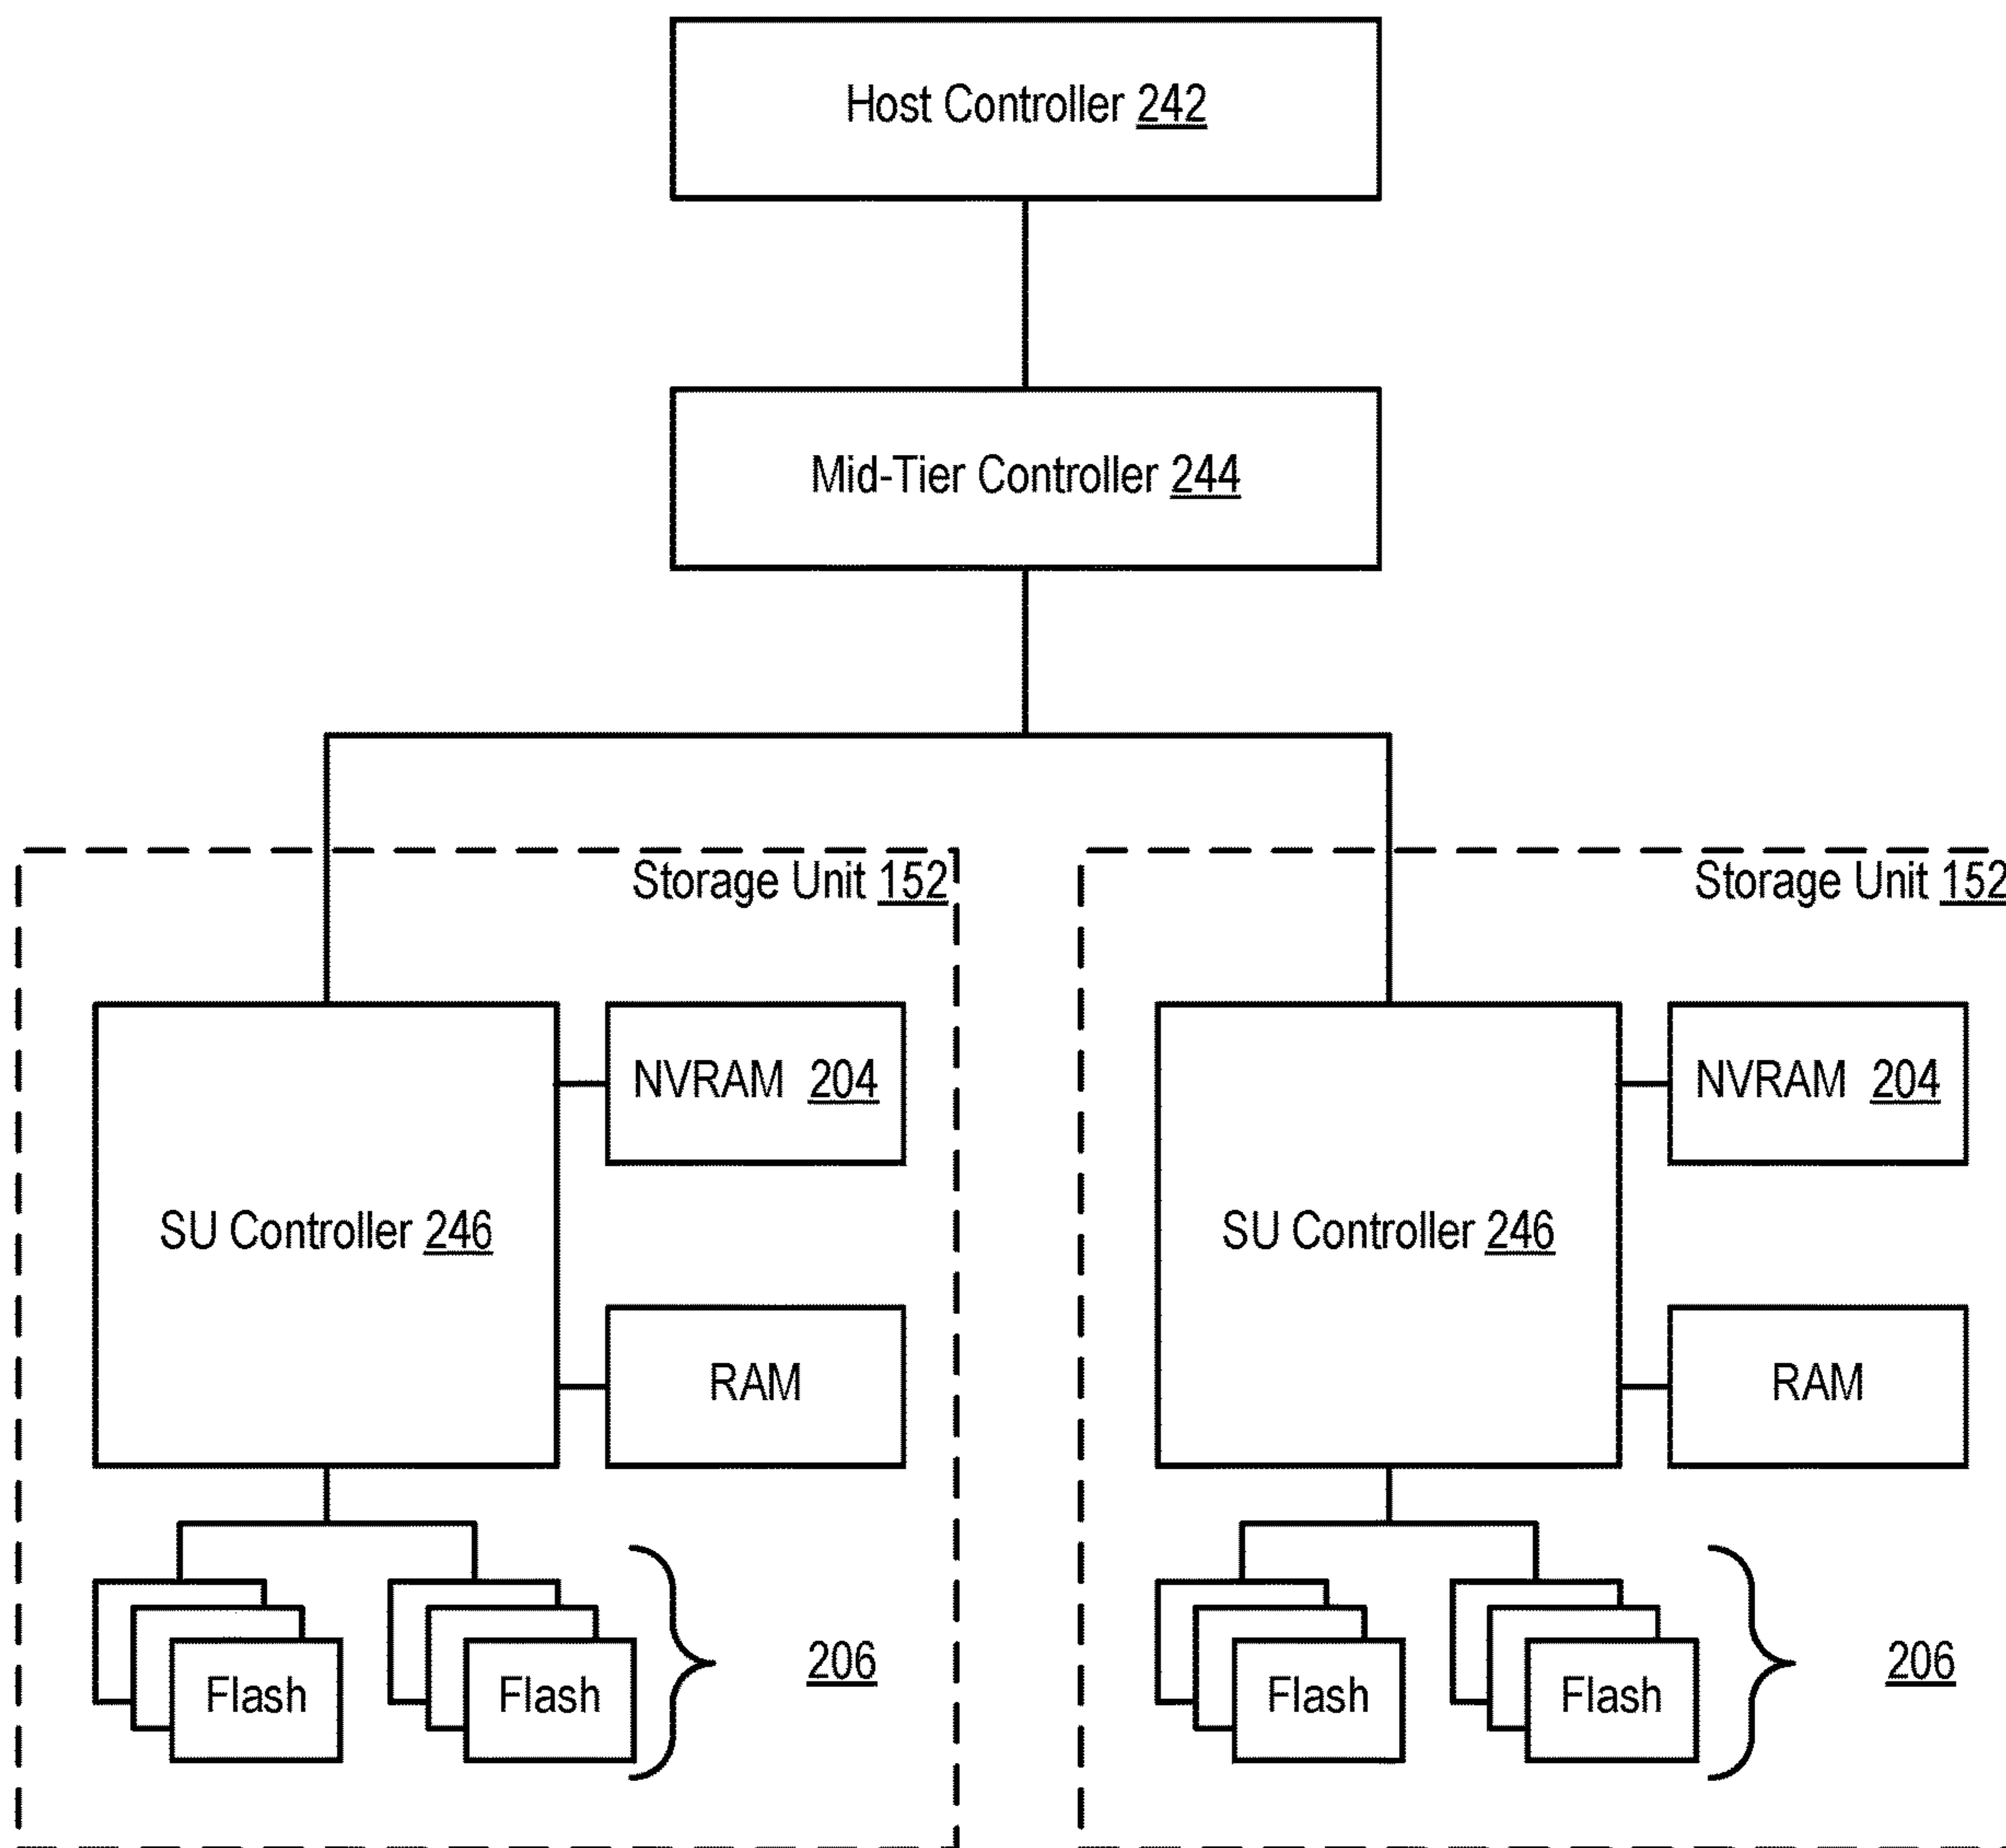 Host Controller 242
Mid-Tier Controller 244
Storage Unit 152
Storage Unit 152
NVRAM 204
NVRAM 204
SU Controller 246
SU Controller 246
RAM
RAM
206
206
Flash
Flash
Flash
Flash